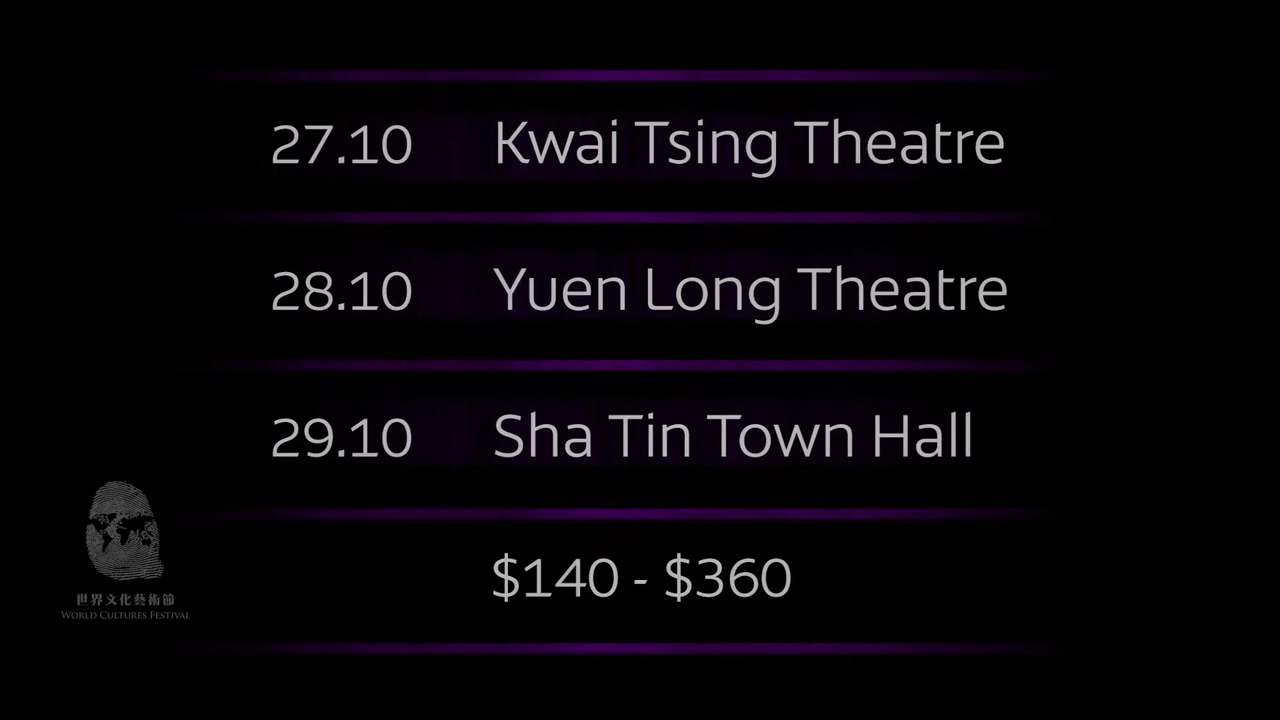 27.10 Kwai Tsing Theatre
28.10 Yuen Long Theatre
29.10 Sha Tin Town Hall
$140 - $360
世界文化藝術節
WORLD CULTURES FESTIVAL